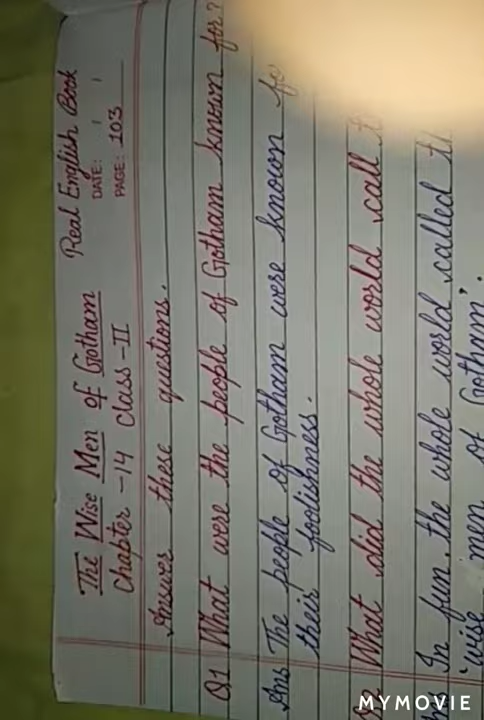 The Wise Men of Gotham Real English Book
Chapter - 14 Class - II DATE:
PAGE: 103
Answer these questions.
Q1 What were the people of Gotham known for?
Ans The people of Gotham were known fo
their foolishness.
What did the whole world call
In fun, the whole world called th
'wise men of Gotham'.
MYMOVIE